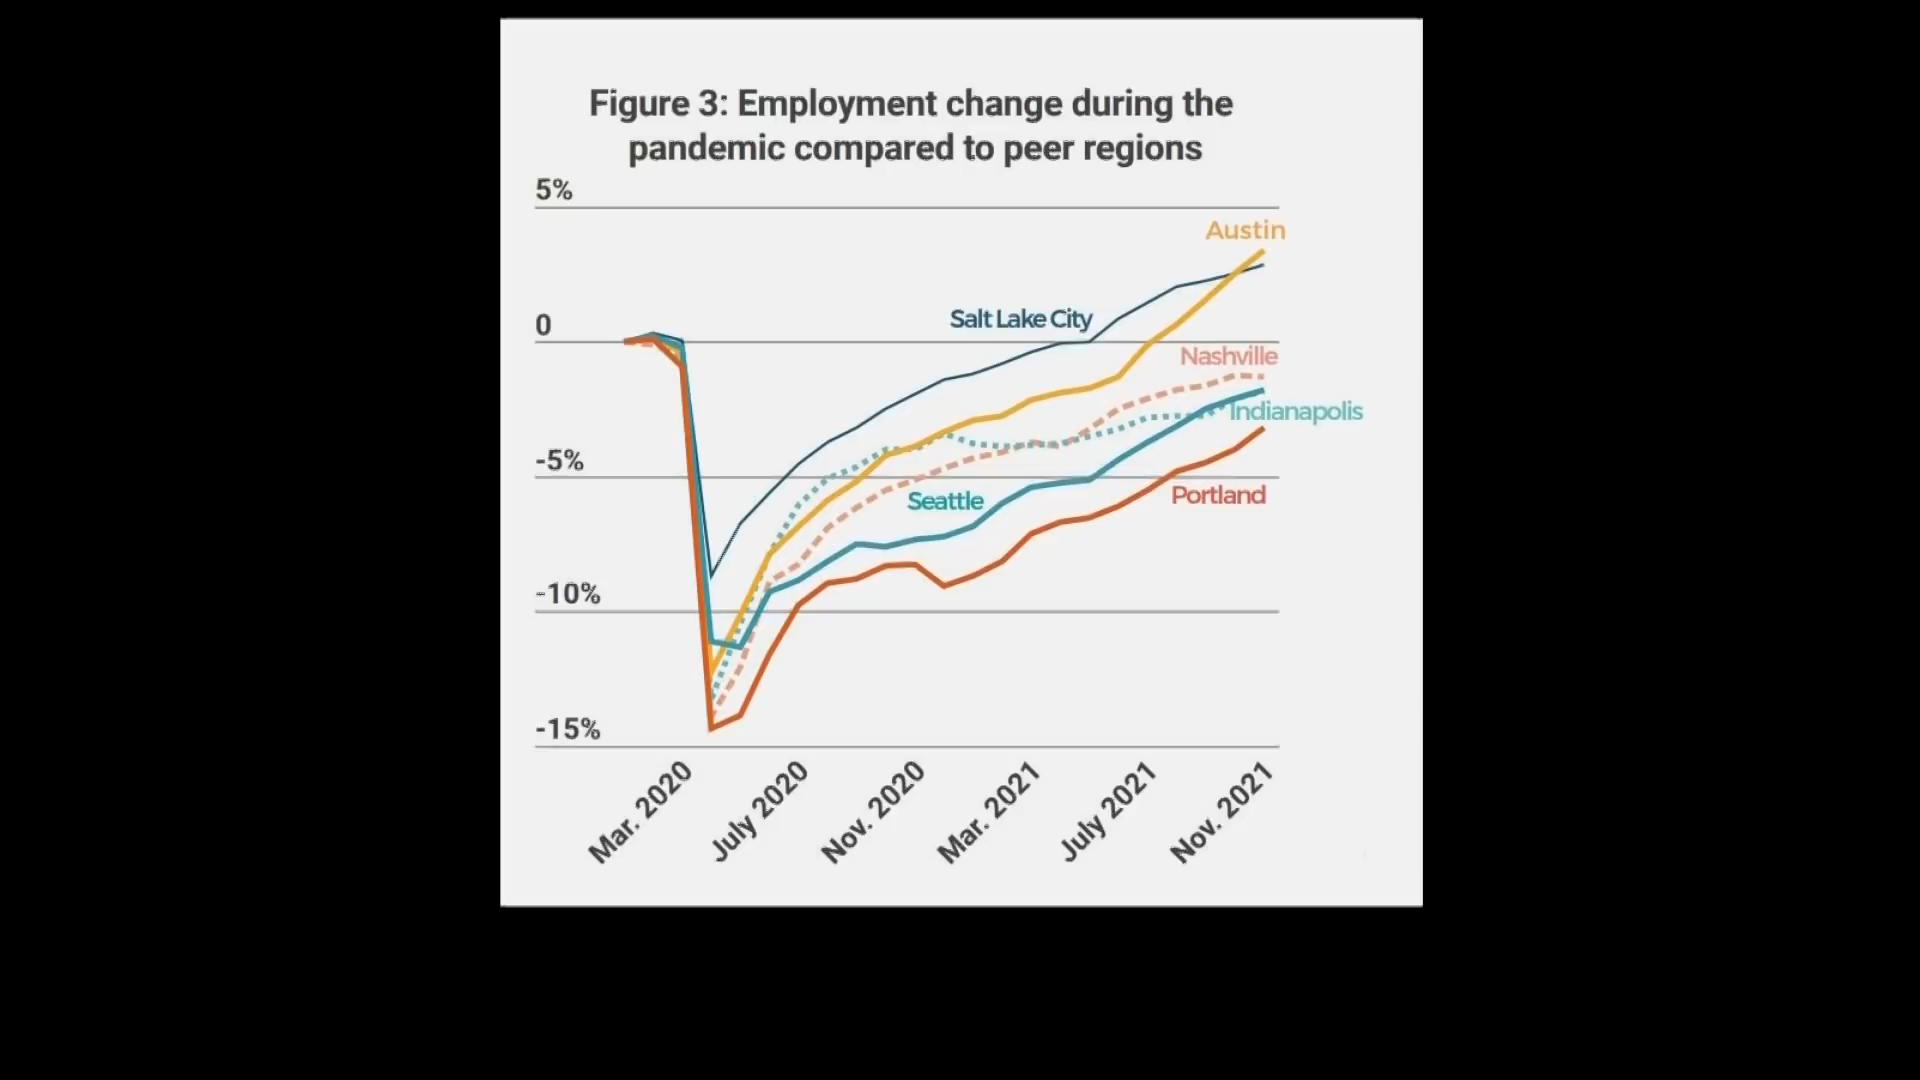 Figure 3: Employment change during the
pandemic compared to peer regions
5%
Austin
Salt Lake City
0
Nashville
Indianapolis
-5%
Seattle
Portland
-10%
-15%
Mar. 2020
July 2020
Nov. 2020
Mar. 2021
July 2021
Nov. 2021